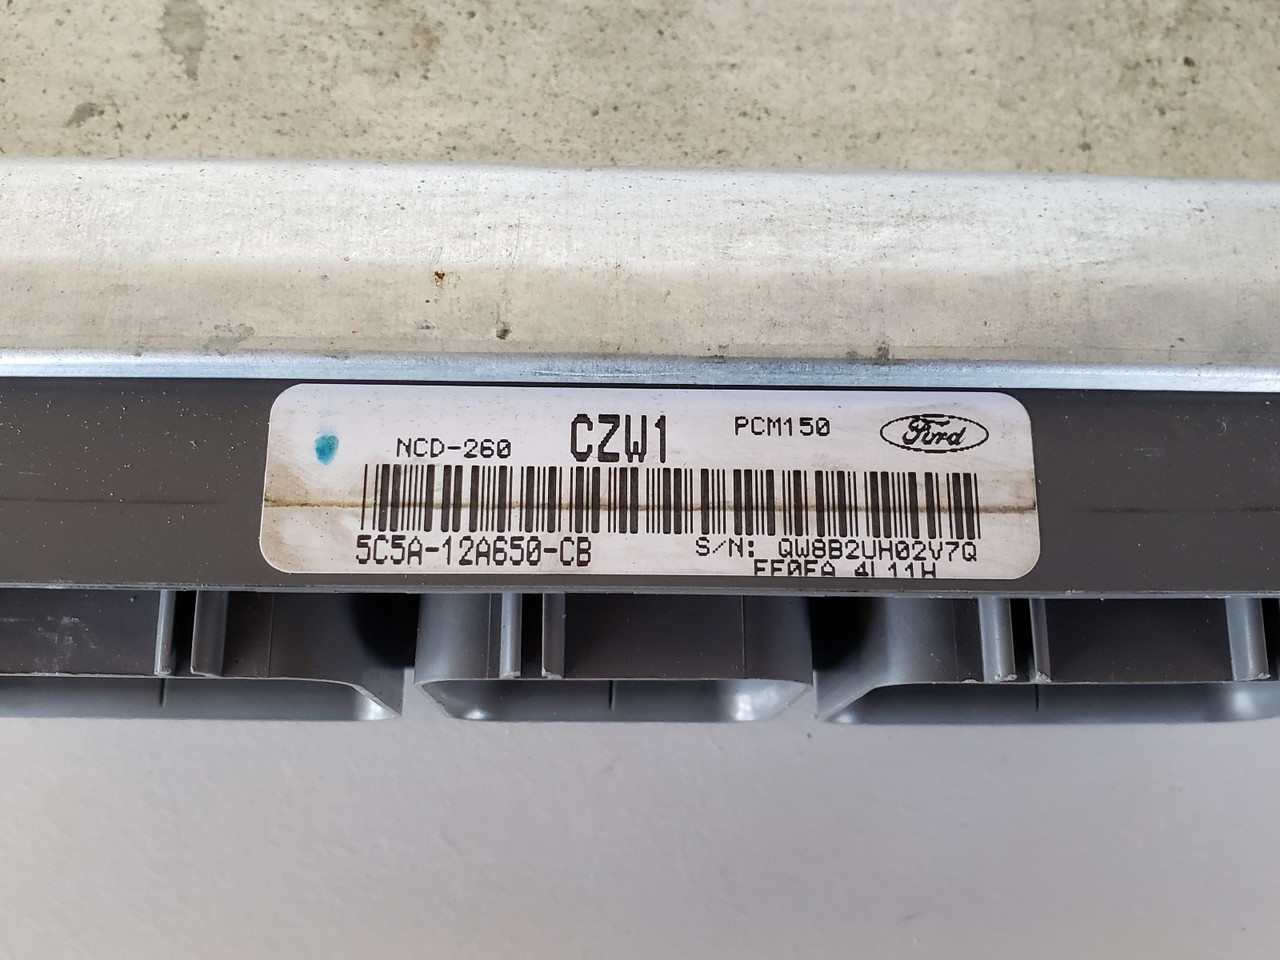 NCD-260 CZW1 PCM150 Ford
5C5A-12A650-CB S/N: QW8B2UH02V7Q